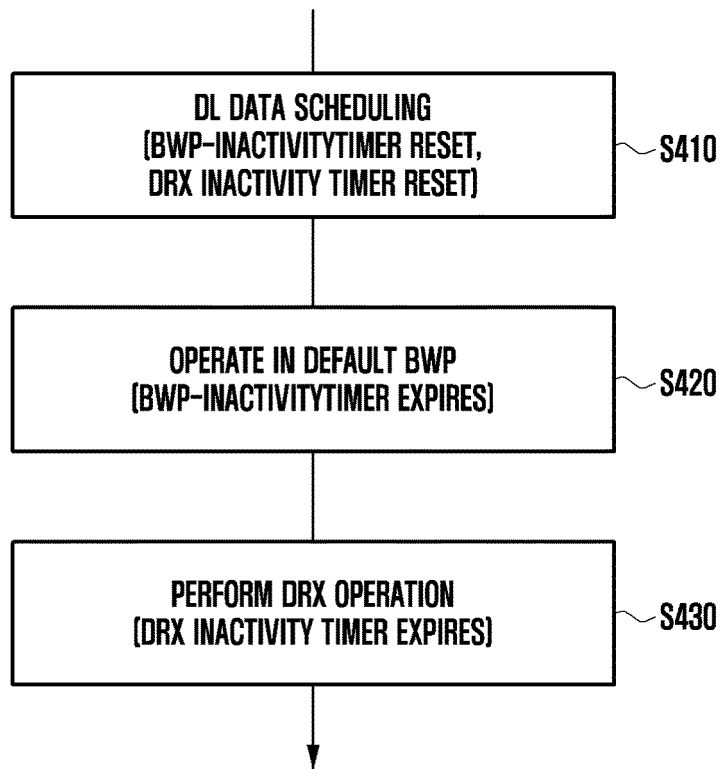 DL DATA SCHEDULING
(BWP-INACTIVITYTIMER RESET,
DRX INACTIVITY TIMER RESET)
S410
OPERATE IN DEFAULT BWP
(BWP-INACTIVITYTIMER EXPIRES)
S420
PERFORM DRX OPERATION
(DRX INACTIVITY TIMER EXPIRES)
S430